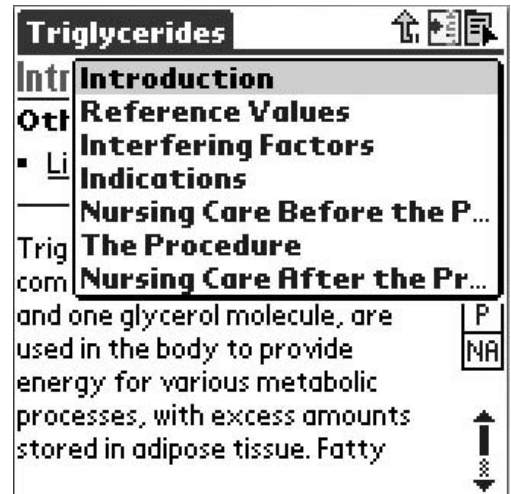 Triglycerides
Intr
Introduction
Oth
Reference Values
Interfering Factors
▪ Li
Indications
Nursing Care Before the P...
Trig
The Procedure
com
Nursing Care After the Pr...
and one glycerol molecule, are
P
used in the body to provide
NA
energy for various metabolic
processes, with excess amounts
stored in adipose tissue. Fatty